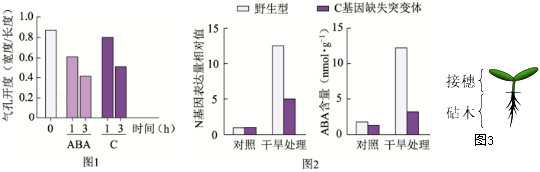 气孔开度(宽度/长度)
1.0
0.8
0.6
0.4
0.2
0
0 1 3 1 3 时间(h)
ABA C
图1
野生型 C基因缺失突变体
N基因表达量相对值
15
10
5
0
对照 干旱处理
ABA含量(nmol·g⁻¹)
15
10
5
0
对照 干旱处理
图2
接穗
砧木
图3